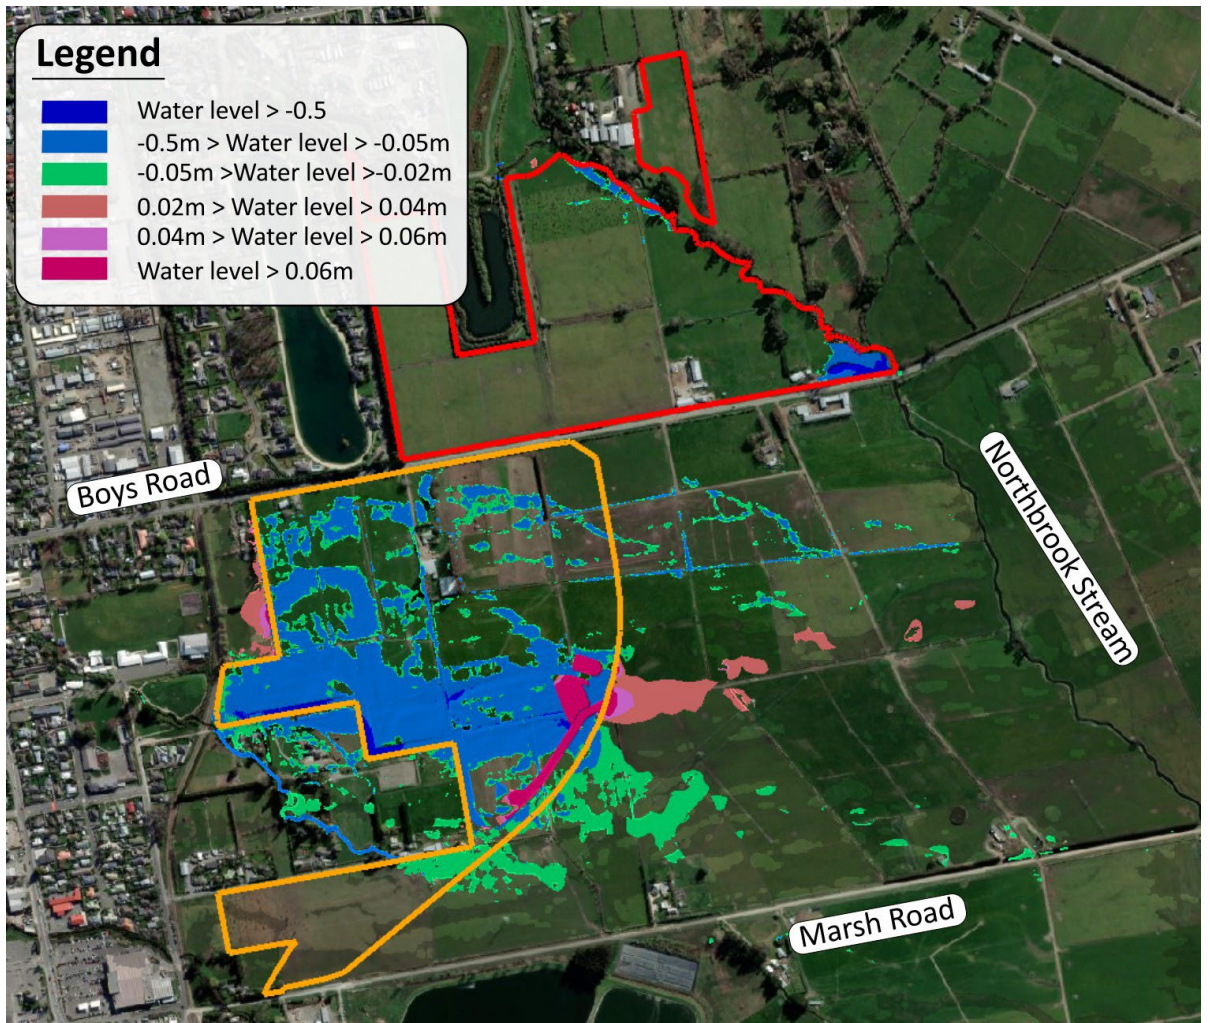 Legend
Water level > -0.5
-0.5m > Water level > -0.05m
-0.05m >Water level >-0.02m
0.02m > Water level > 0.04m
0.04m > Water level > 0.06m
Water level > 0.06m
Boys Road
Northbrook Stream
Marsh Road